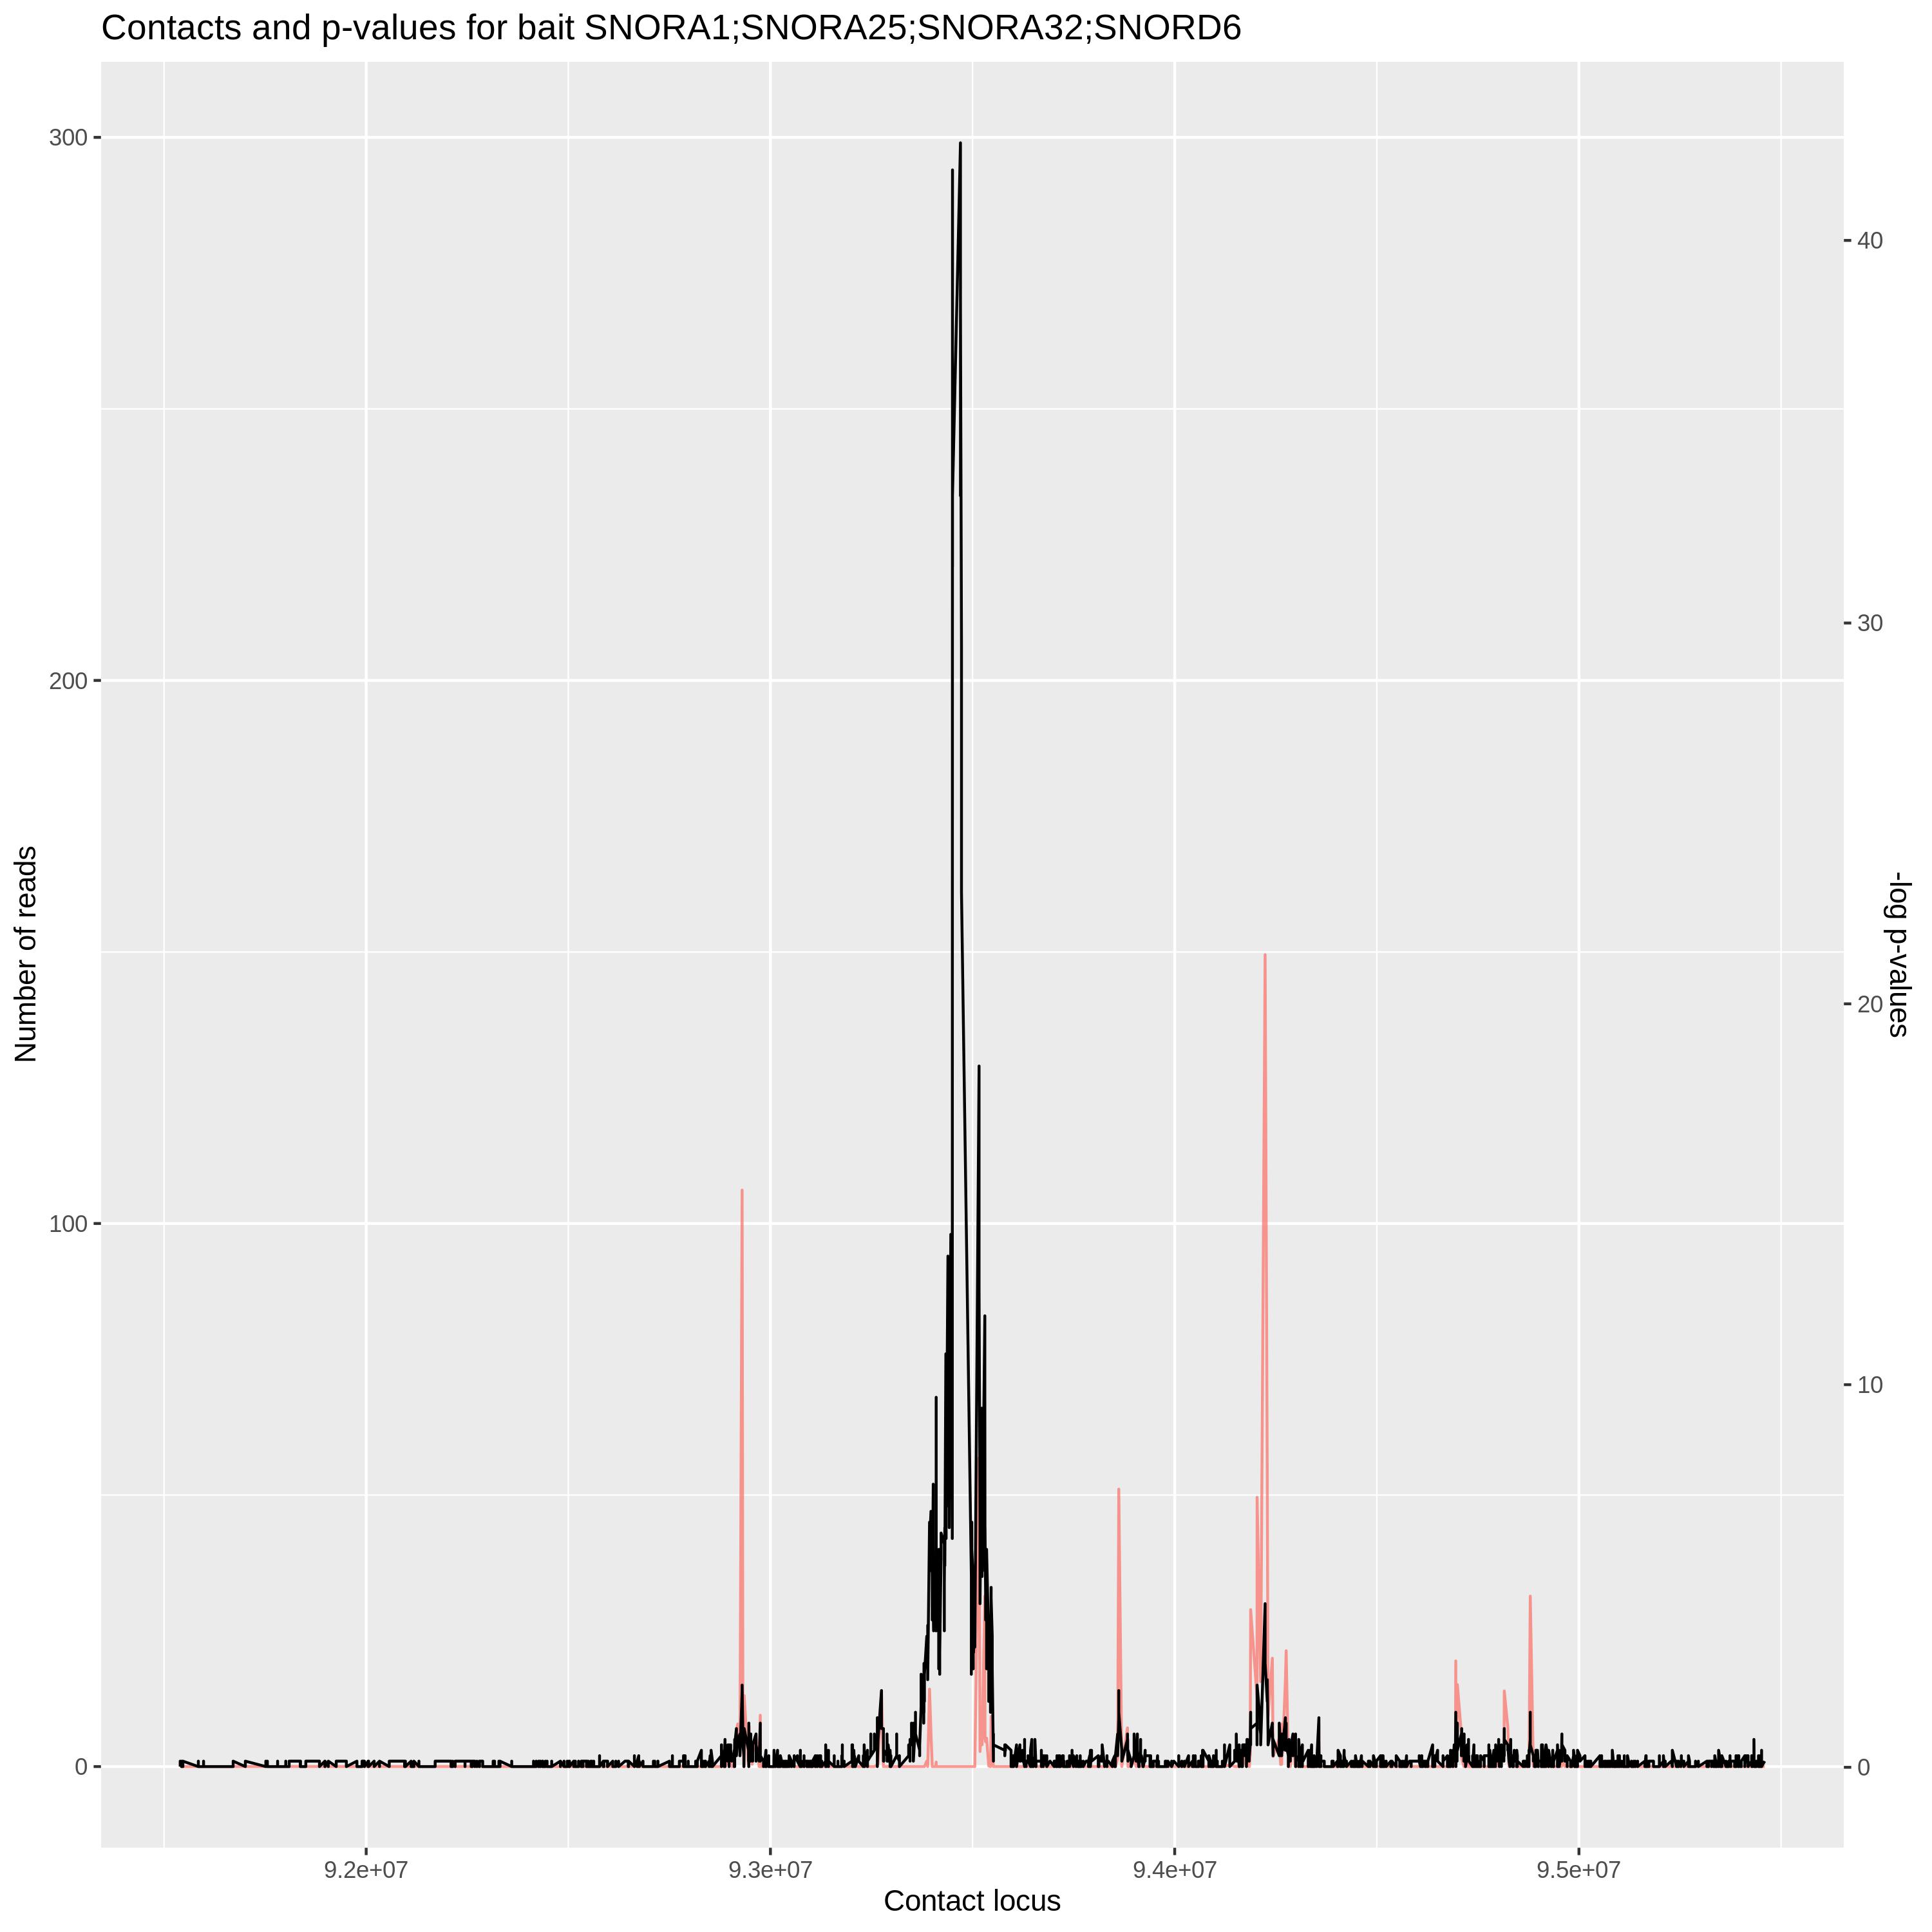 Contacts and p-values for bait SNORA1;SNORA25;SNORA32;SNORD6
300
200
100
0
Number of reads
40
30
20
10
0
-log p-values
9.2e+07 9.3e+07 9.4e+07 9.5e+07
Contact locus